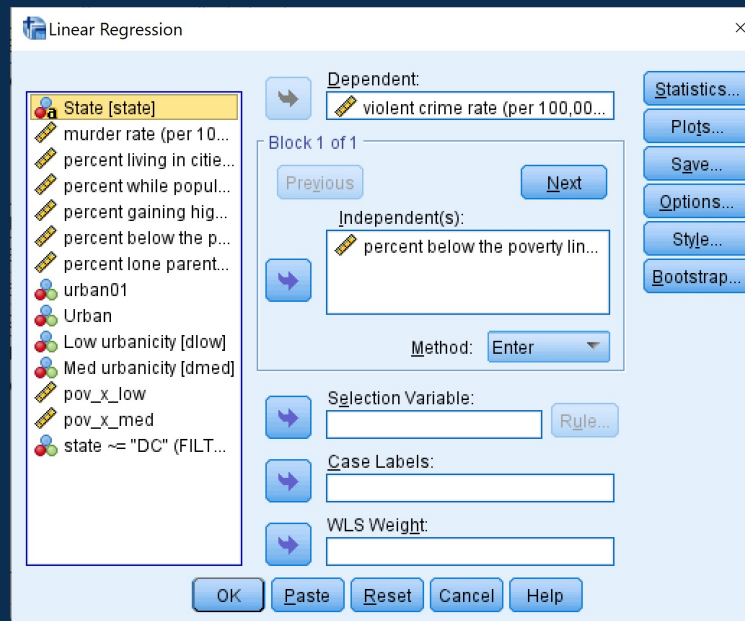 Linear Regression
State [state]
murder rate (per 10...
percent living in citie...
percent while popul...
percent gaining hig...
percent below the p...
percent lone parent...
urban01
Urban
Low urbanicity [dlow]
Med urbanicity [dmed]
pov_x_low
pov_x_med
state ~= "DC" (FILT...
Dependent:
violent crime rate (per 100,00...
Block 1 of 1
Previous
Next
Independent(s):
percent below the poverty lin...
Method: Enter
Selection Variable:
Rule...
Case Labels:
WLS Weight:
Statistics...
Plots...
Save...
Options...
Style...
Bootstrap...
OK Paste Reset Cancel Help